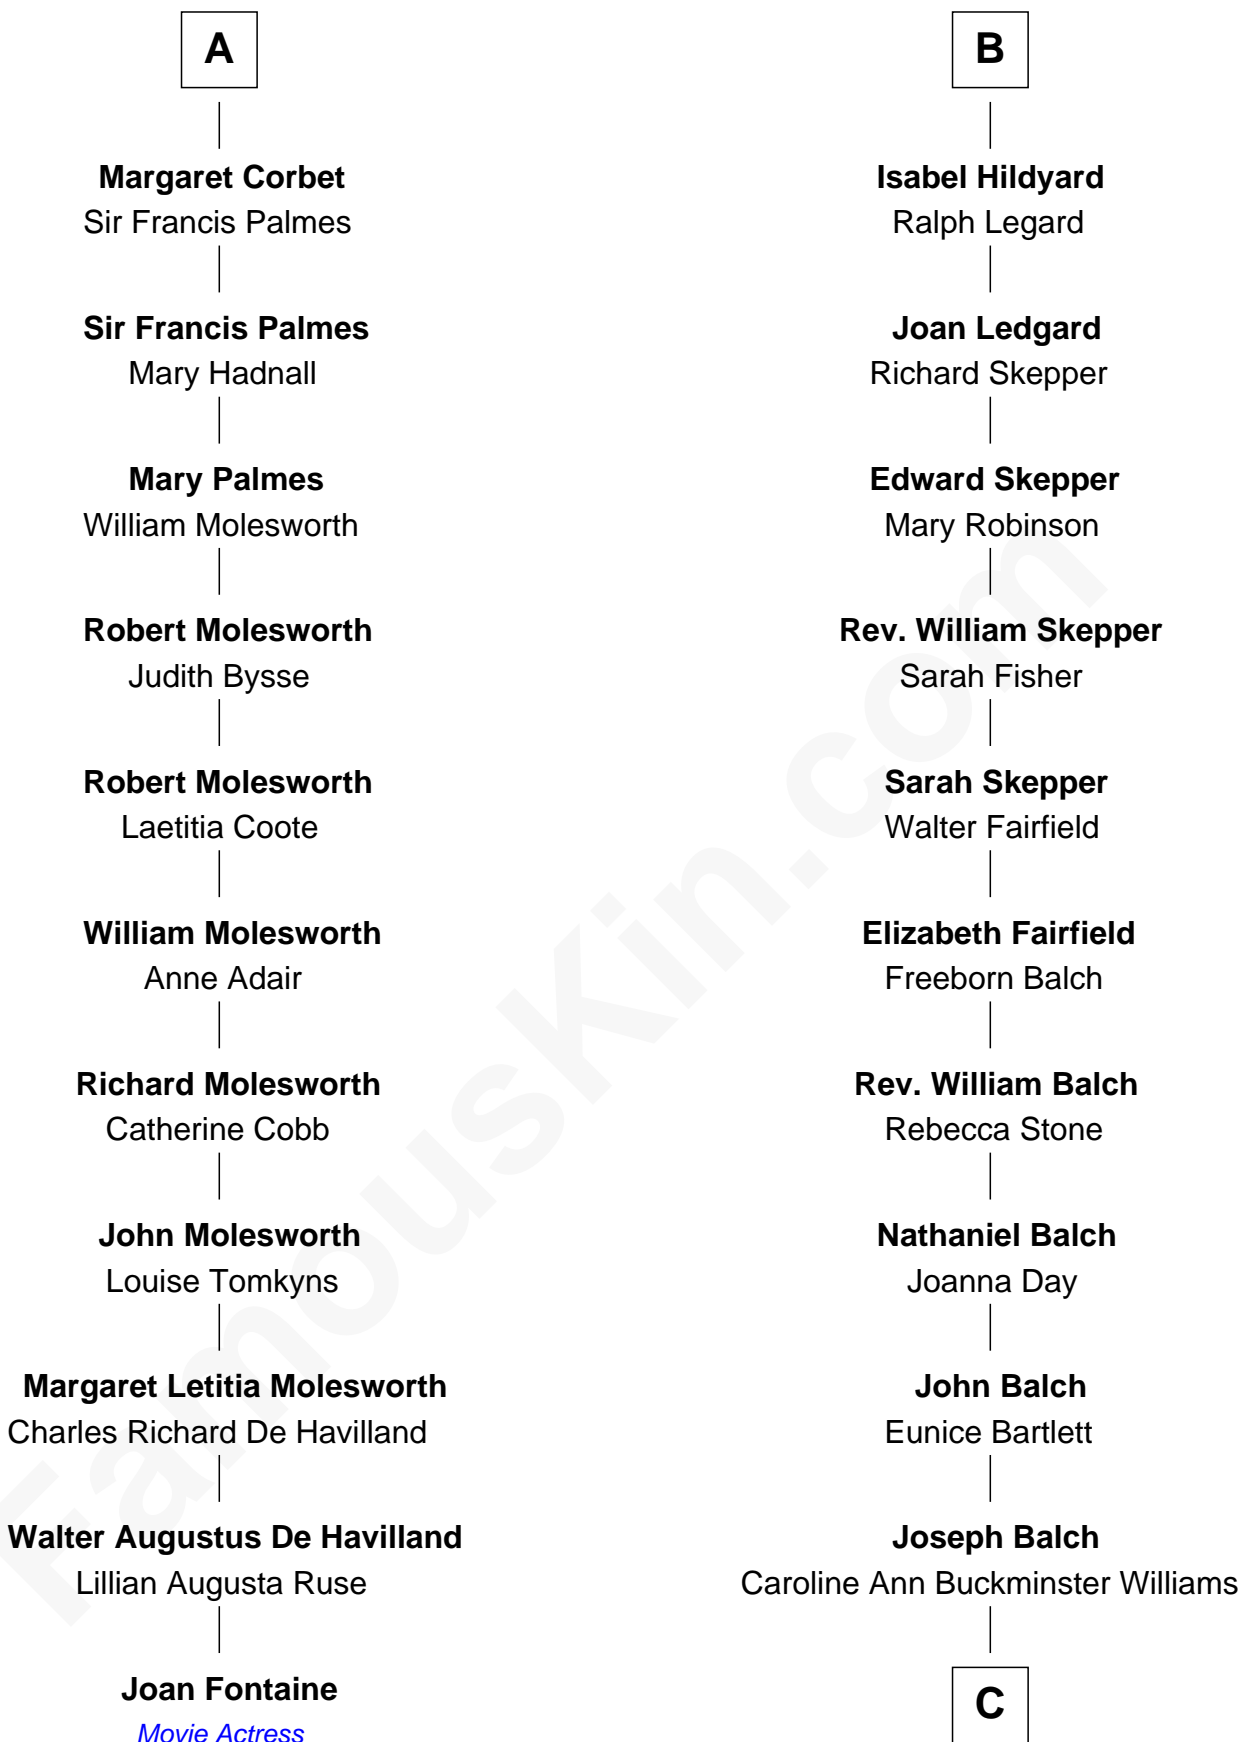 A
Margaret Corbet
Sir Francis Palmes
Sir Francis Palmes
Mary Hadnall
Mary Palmes
William Molesworth
Robert Molesworth
Judith Bysse
Robert Molesworth
Laetitia Coote
William Molesworth
Anne Adair
Richard Molesworth
Catherine Cobb
John Molesworth
Louise Tomkyns
Margaret Letitia Molesworth
Charles Richard De Havilland
Walter Augustus De Havilland
Lillian Augusta Ruse
Joan Fontaine
Movie Actress
B
Isabel Hildyard
Ralph Legard
Joan Ledgard
Richard Skepper
Edward Skepper
Mary Robinson
Rev. William Skepper
Sarah Fisher
Sarah Skepper
Walter Fairfield
Elizabeth Fairfield
Freeborn Balch
Rev. William Balch
Rebecca Stone
Nathaniel Balch
Joanna Day
John Balch
Eunice Bartlett
Joseph Balch
Caroline Ann Buckminster Williams
C
FamousKin.com